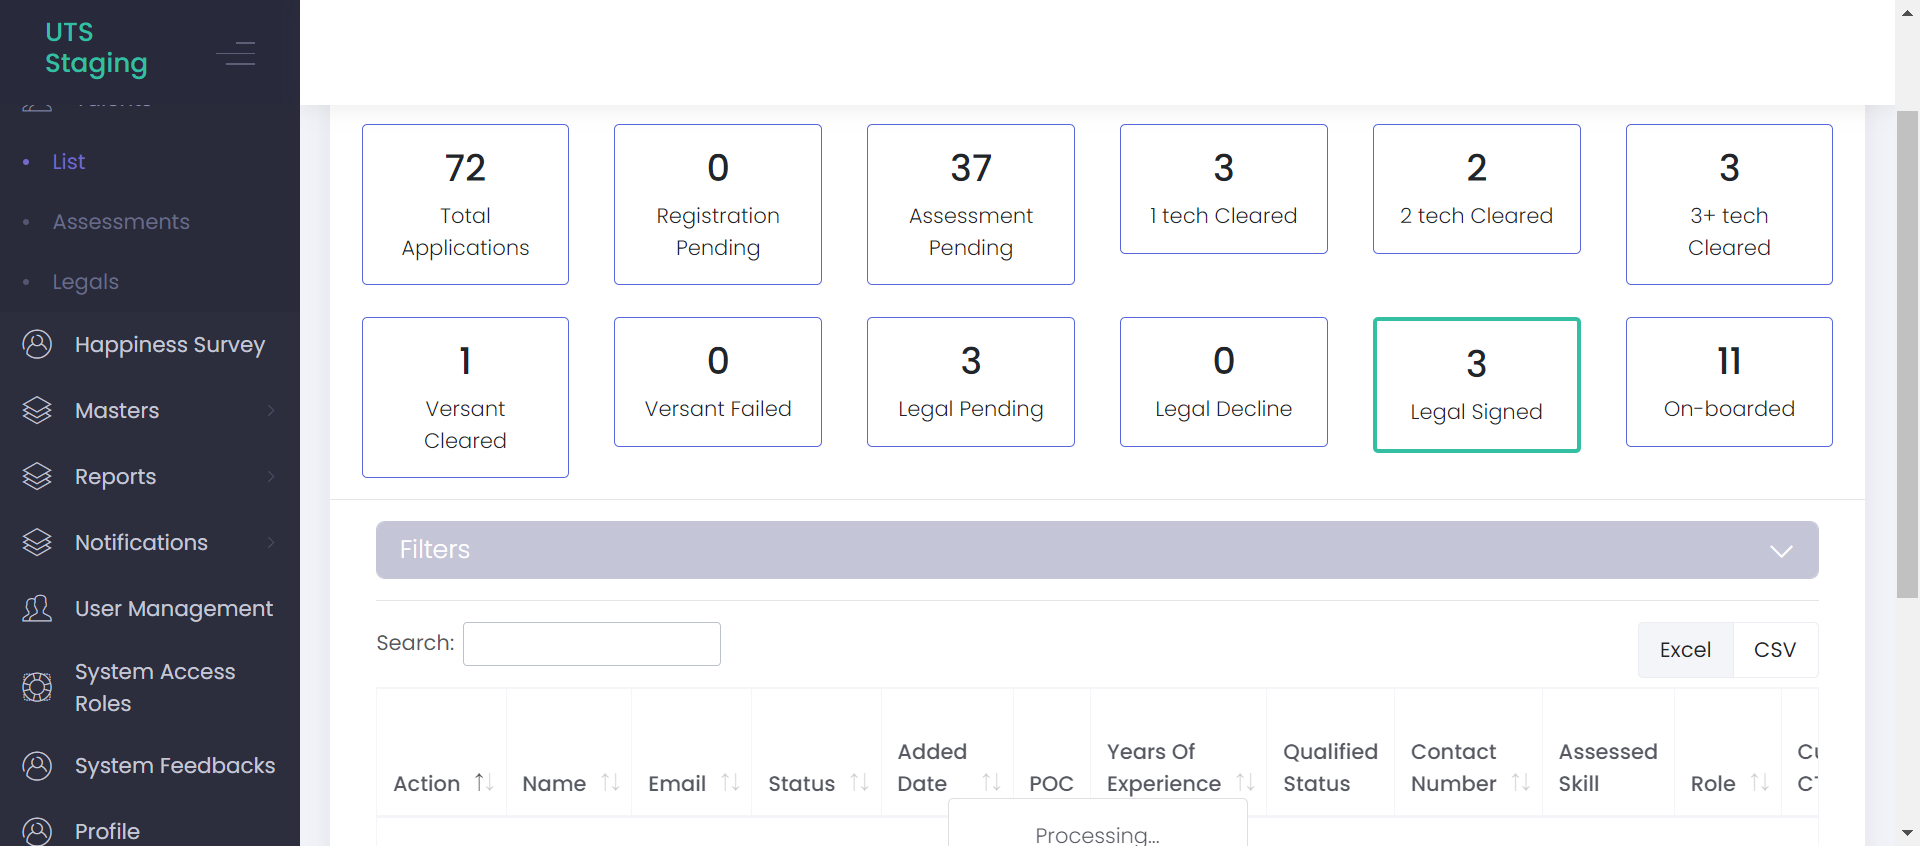 UTS
Staging
List
Assessments
Legals
Happiness Survey
Masters
Reports
Notifications
User Management
System Access
Roles
System Feedbacks
Profile
72
Total
Applications
0
Registration
Pending
37
Assessment
Pending
3
1 tech Cleared
2
2 tech Cleared
3
3+ tech
Cleared
1
Versant
Cleared
0
Versant Failed
3
Legal Pending
0
Legal Decline
3
Legal Signed
11
On-boarded
Filters
Search:
Excel
CSV
Action
Name
Email
Status
Added
Date
POC
Years Of
Experience
Qualified
Status
Contact
Number
Assessed
Skill
Role
Processing...